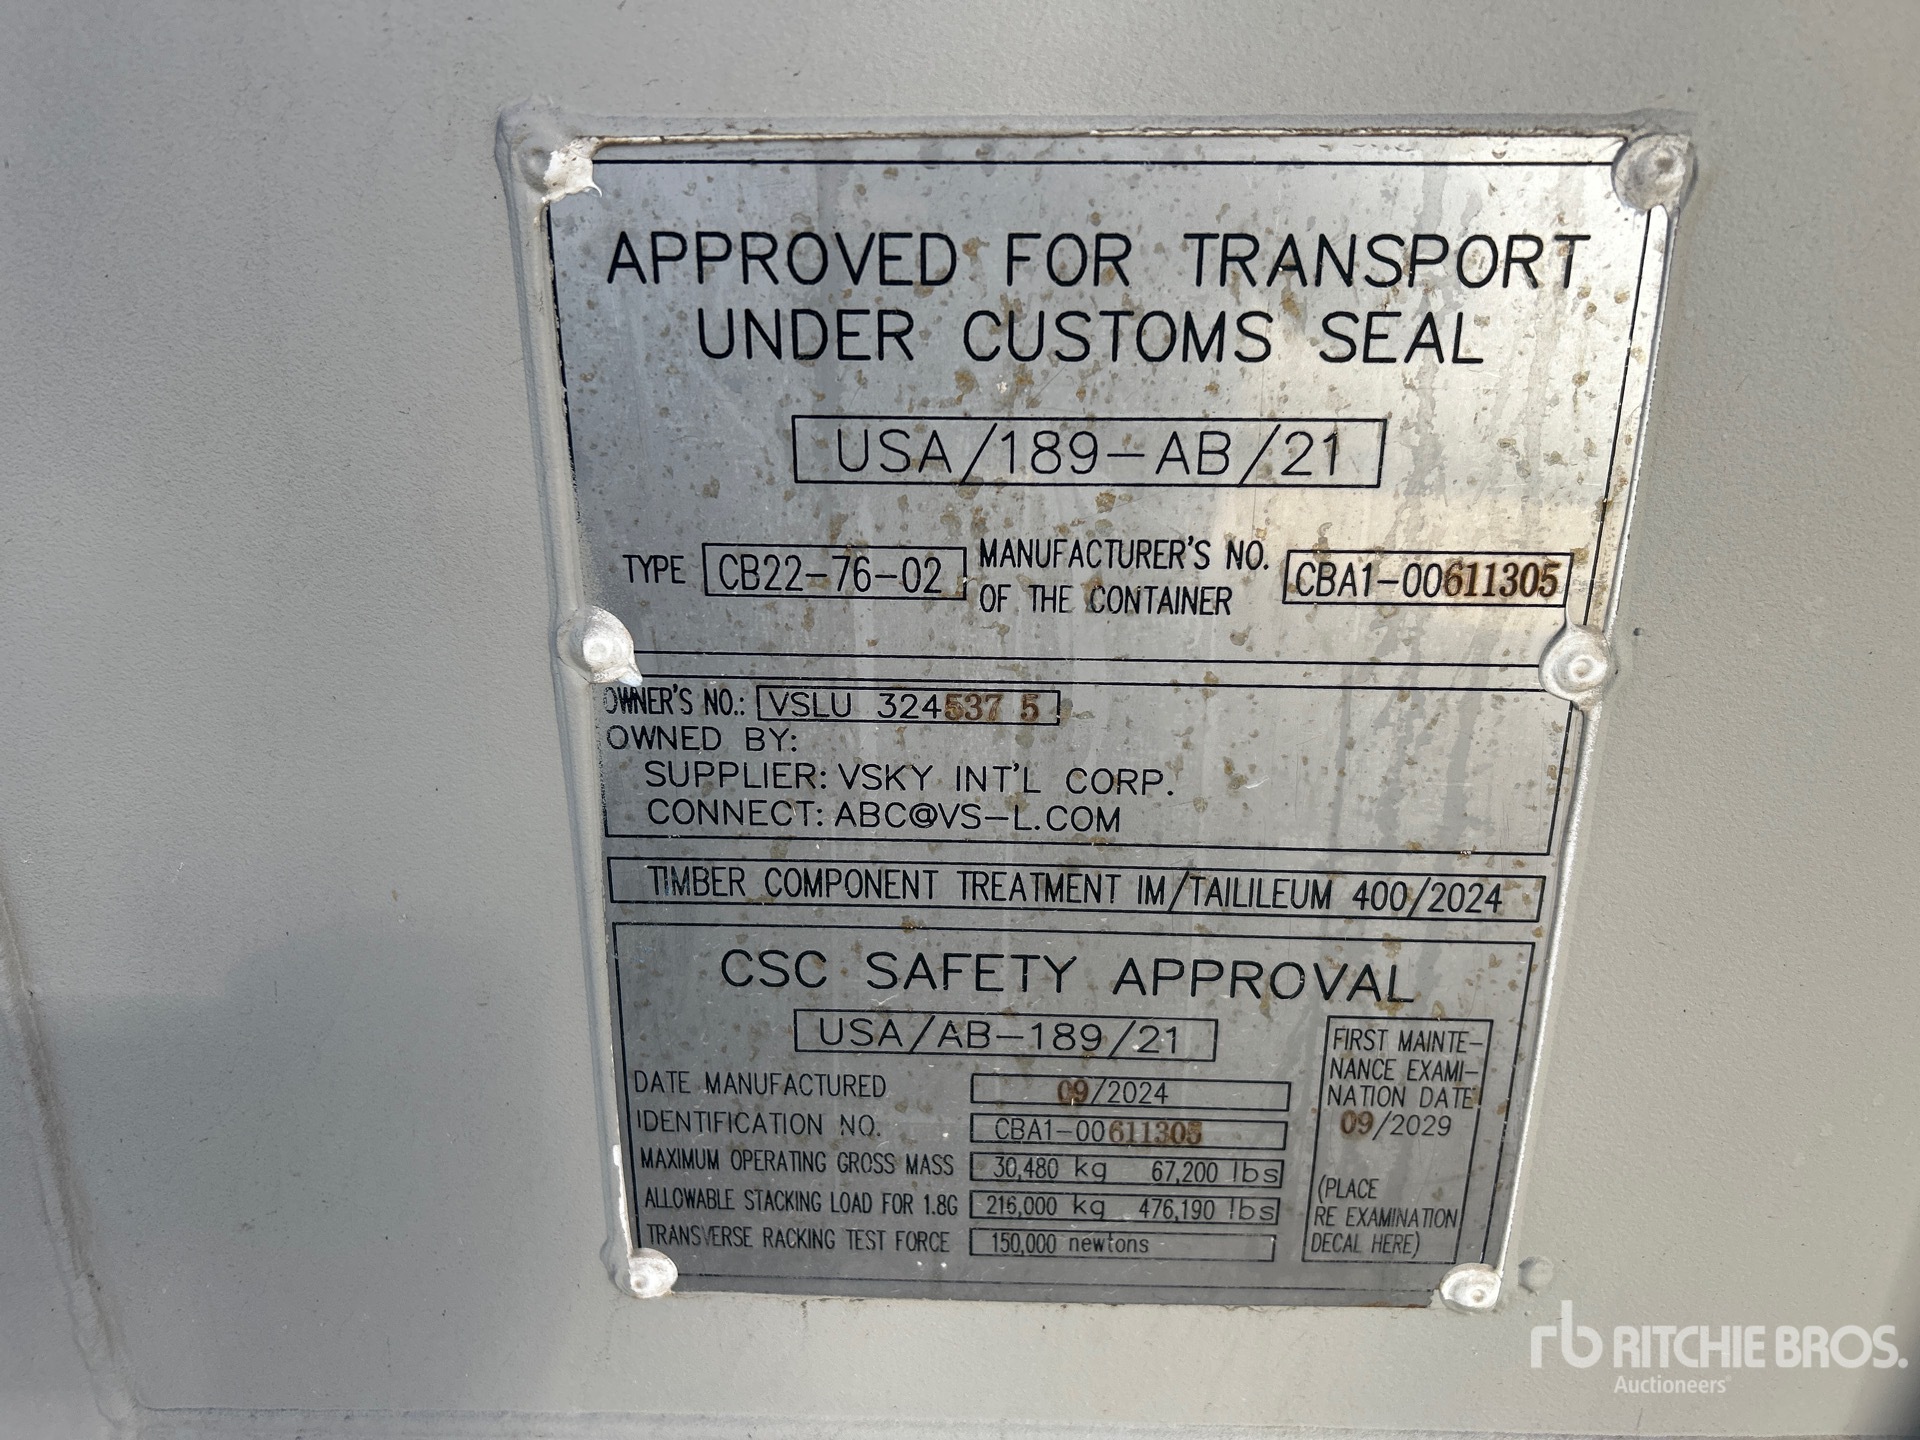 APPROVED FOR TRANSPORT
UNDER CUSTOMS SEAL
USA/189-AB/21
TYPE CB22-76-02 MANUFACTURER'S NO. OF THE CONTAINER CBA1-00611305
OWNER'S NO.: VSLU 324537 5
OWNED BY:
SUPPLIER: VSKY INT'L CORP.
CONNECT: ABC@VS-L.COM
TIMBER COMPONENT TREATMENT IM/TAILILEUM 400/2024
CSC SAFETY APPROVAL
USA/AB-189/21
DATE MANUFACTURED 09/2024
IDENTIFICATION NO. CBA1-00611305
MAXIMUM OPERATING GROSS MASS 30,480 kg 67,200 lbs
ALLOWABLE STACKING LOAD FOR 1.8G 216,000 kg 476,190 lbs
TRANSVERSE RACKING TEST FORCE 150,000 newtons
FIRST MAINTE-
NANCE EXAMI-
NATION DATE
09/2029
(PLACE
RE EXAMINATION
DECAL HERE)
rb RITCHIE BROS.
Auctioneers